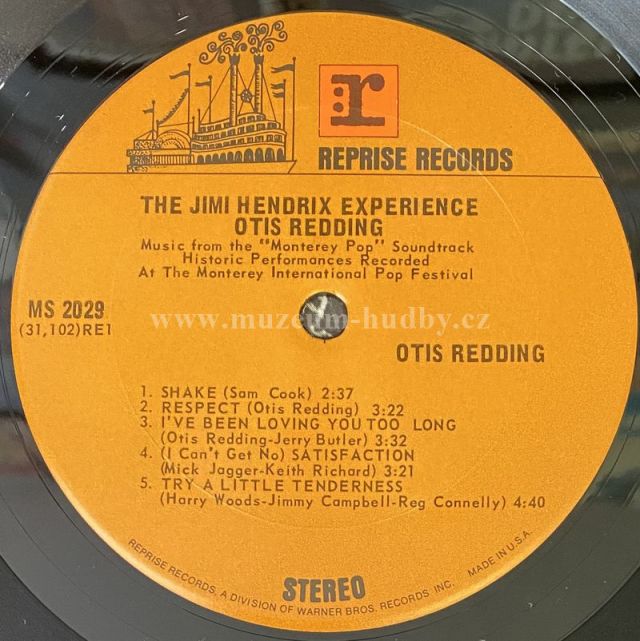 r
REPRISE RECORDS
THE JIMI HENDRIX EXPERIENCE
OTIS REDDING
Music from the "Monterey Pop" Soundtrack
Historic Performances Recorded
At The Monterey International Pop Festival
MS 2029
(31,102)RE1
www.muzeum-hudby.cz
OTIS REDDING
1. SHAKE (Sam Cook) 2:37
2. RESPECT (Otis Redding) 3:22
3. I'VE BEEN LOVING YOU TOO LONG
(Otis Redding-Jerry Butler) 3:32
4. (I Can't Get No) SATISFACTION
(Mick Jagger-Keith Richard) 3:21
5. TRY A LITTLE TENDERNESS
(Harry Woods-Jimmy Campbell-Reg Connelly) 4:40
STEREO
REPRISE RECORDS, A DIVISION OF WARNER BROS. RECORDS INC. MADE IN U.S.A.